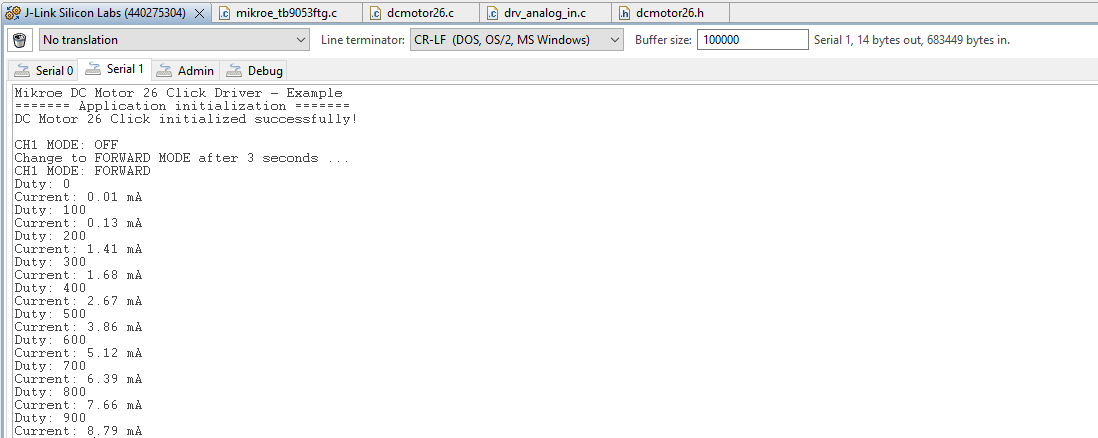 J-Link Silicon Labs (440275304)
mikroe_tb9053ftg.c
dcmotor26.c
drv_analog_in.c
dcmotor26.h
No translation
Line terminator:
CR-LF (DOS, OS/2, MS Windows)
Buffer size:
100000
Serial 1, 14 bytes out, 683449 bytes in.
Serial 0
Serial 1
Admin
Debug
Mikroe DC Motor 26 Click Driver - Example
======= Application initialization =======
DC Motor 26 Click initialized successfully!
CH1 MODE: OFF
Change to FORWARD MODE after 3 seconds ...
CH1 MODE: FORWARD
Duty: 0
Current: 0.01 mA
Duty: 100
Current: 0.13 mA
Duty: 200
Current: 1.41 mA
Duty: 300
Current: 1.68 mA
Duty: 400
Current: 2.67 mA
Duty: 500
Current: 3.86 mA
Duty: 600
Current: 5.12 mA
Duty: 700
Current: 6.39 mA
Duty: 800
Current: 7.66 mA
Duty: 900
Current: 8.79 mA